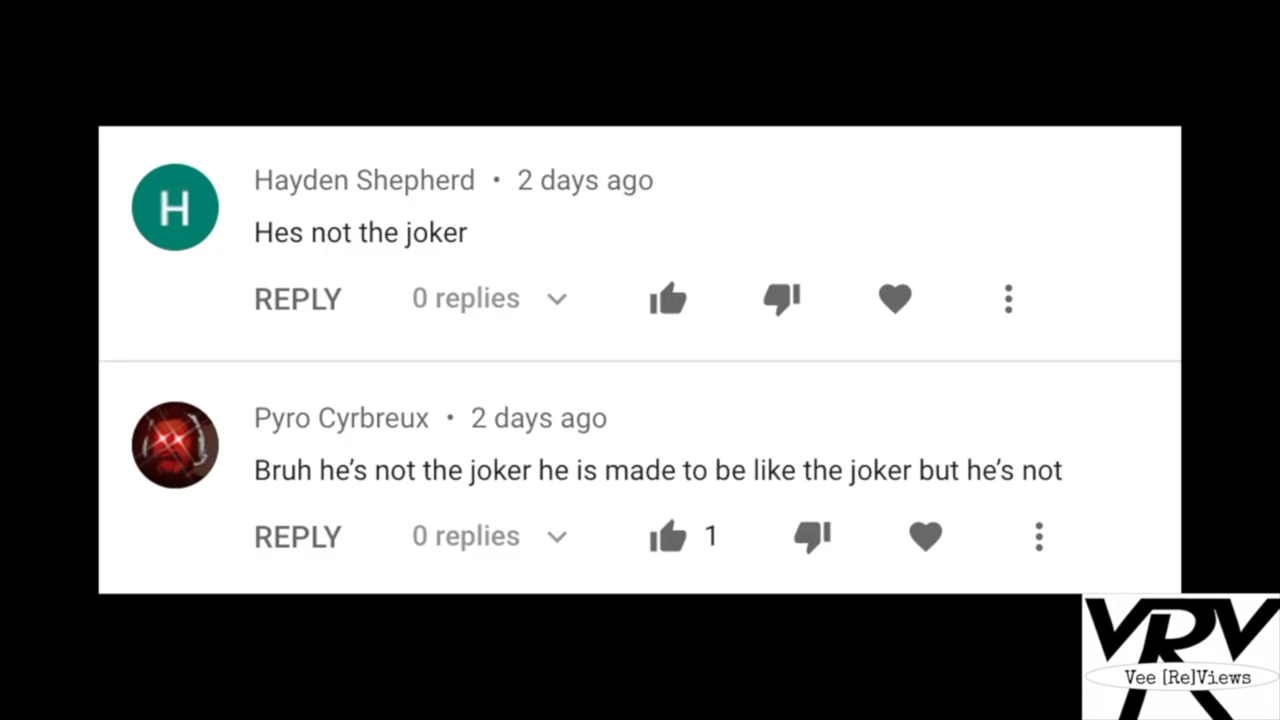 H
Hayden Shepherd • 2 days ago
Hes not the joker
REPLY 0 replies
Pyro Cyrbreux • 2 days ago
Bruh he’s not the joker he is made to be like the joker but he’s not
REPLY 0 replies 1
VRV
Vee [Re]Views